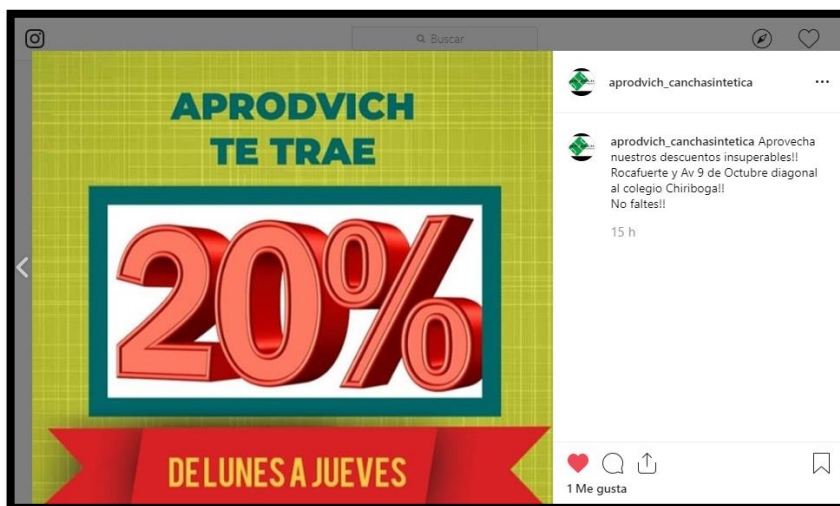 Buscar
APRODVICH
TE TRAE
20%
DE LUNES A JUEVES
aprodvich_canchasintetica
aprodvich_canchasintetica Aprovecha
nuestros descuentos insuperables!!
Rocafuerte y Av 9 de Octubre diagonal
al colegio Chiriboga!!
No faltes!!
15 h
1 Me gusta